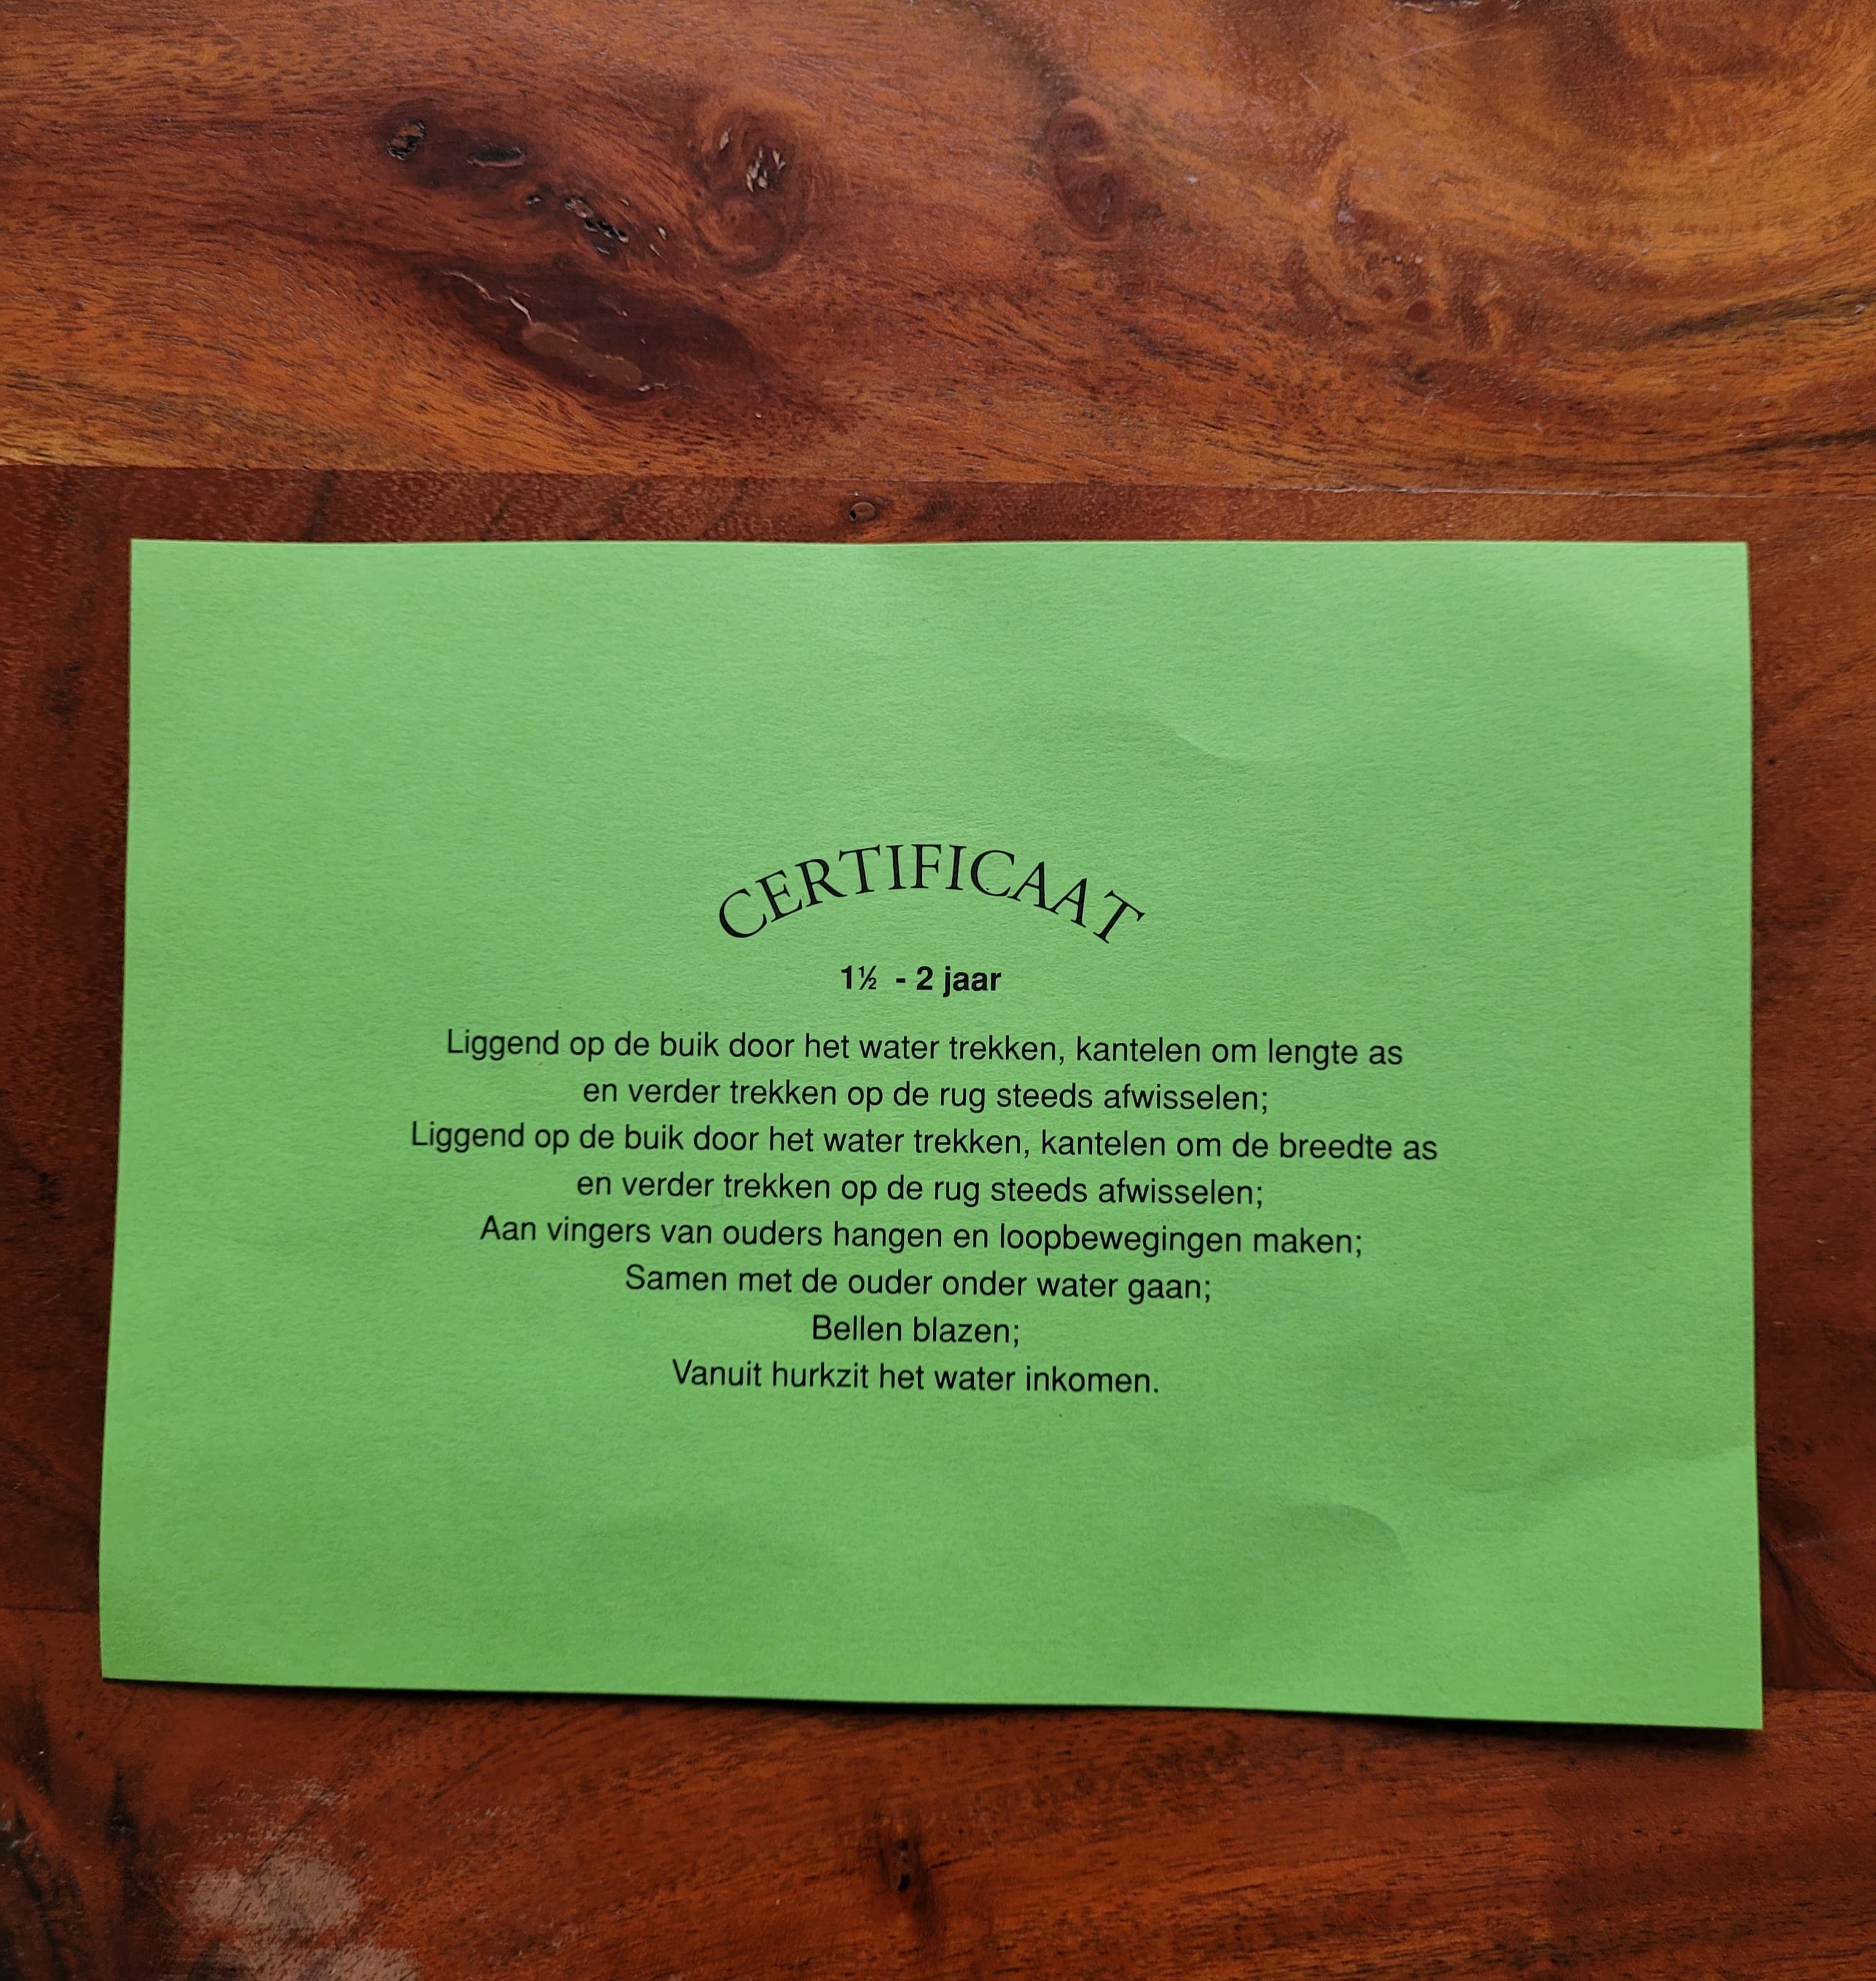 CERTIFICAAT
1½ - 2 jaar
Liggend op de buik door het water trekken, kantelen om lengte as
en verder trekken op de rug steeds afwisselen;
Liggend op de buik door het water trekken, kantelen om de breedte as
en verder trekken op de rug steeds afwisselen;
Aan vingers van ouders hangen en loopbewegingen maken;
Samen met de ouder onder water gaan;
Bellen blazen;
Vanuit hurkzit het water inkomen.